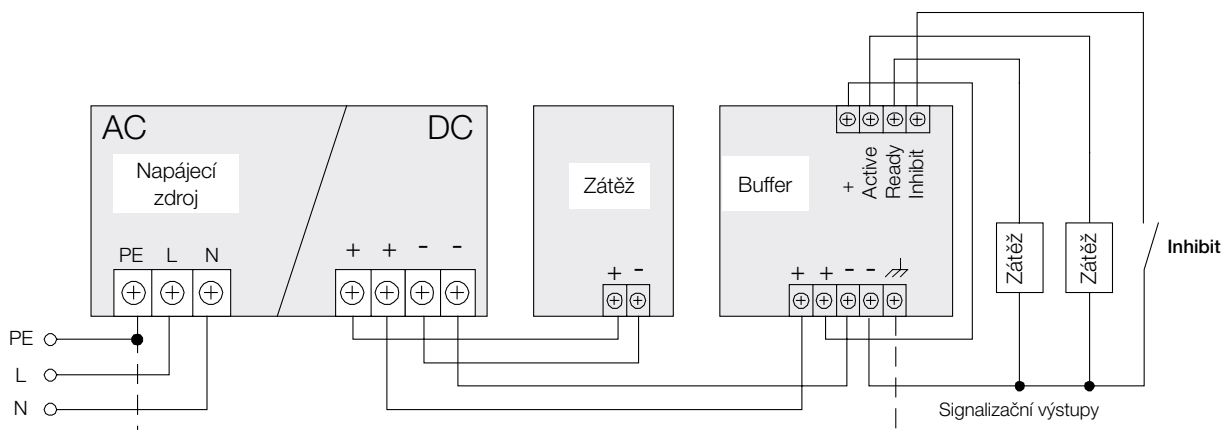 AC
DC
Napájecí
zdroj
PE L N
+ + - -
Zátěž
+ -
Buffer
+
Active
Ready
Inhibit
+ + - -
Zátěž
Zátěž
Inhibit
PE
L
N
Signalizační výstupy